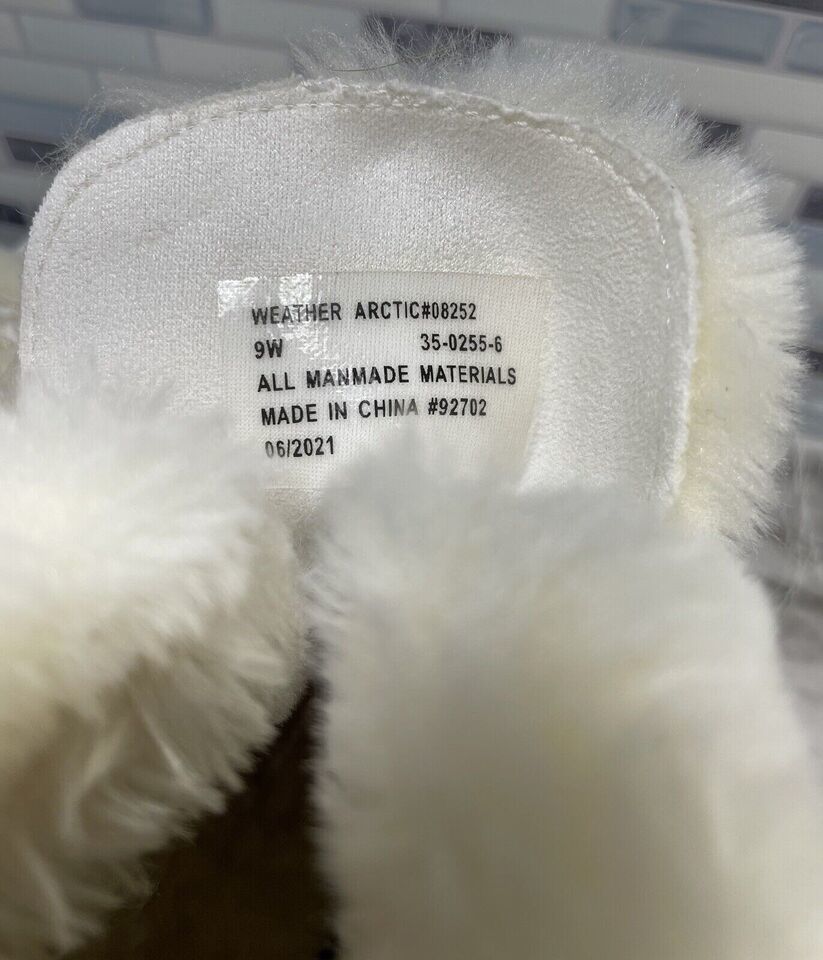 WEATHER ARCTIC#08252
9W 35-0255-6
ALL MANMADE MATERIALS
MADE IN CHINA #92702
06/2021